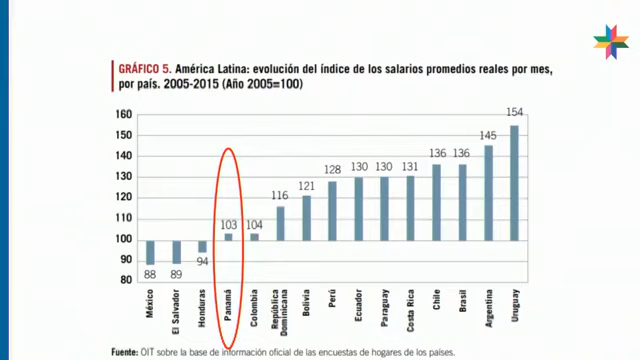 GRÁFICO 5. América Latina: evolución del índice de los salarios promedios reales por mes,
por país. 2005-2015 (Año 2005=100)
160
150
140
130
120
110
100
90
80
88
89
94
103
104
116
121
128
130
130
131
136
136
145
154
México
El Salvador
Honduras
Panamá
Colombia
República
Dominicana
Bolivia
Perú
Ecuador
Paraguay
Costa Rica
Chile
Brasil
Argentina
Uruguay
Fuente: OIT sobre la base de información oficial de las encuestas de hogares de los países.